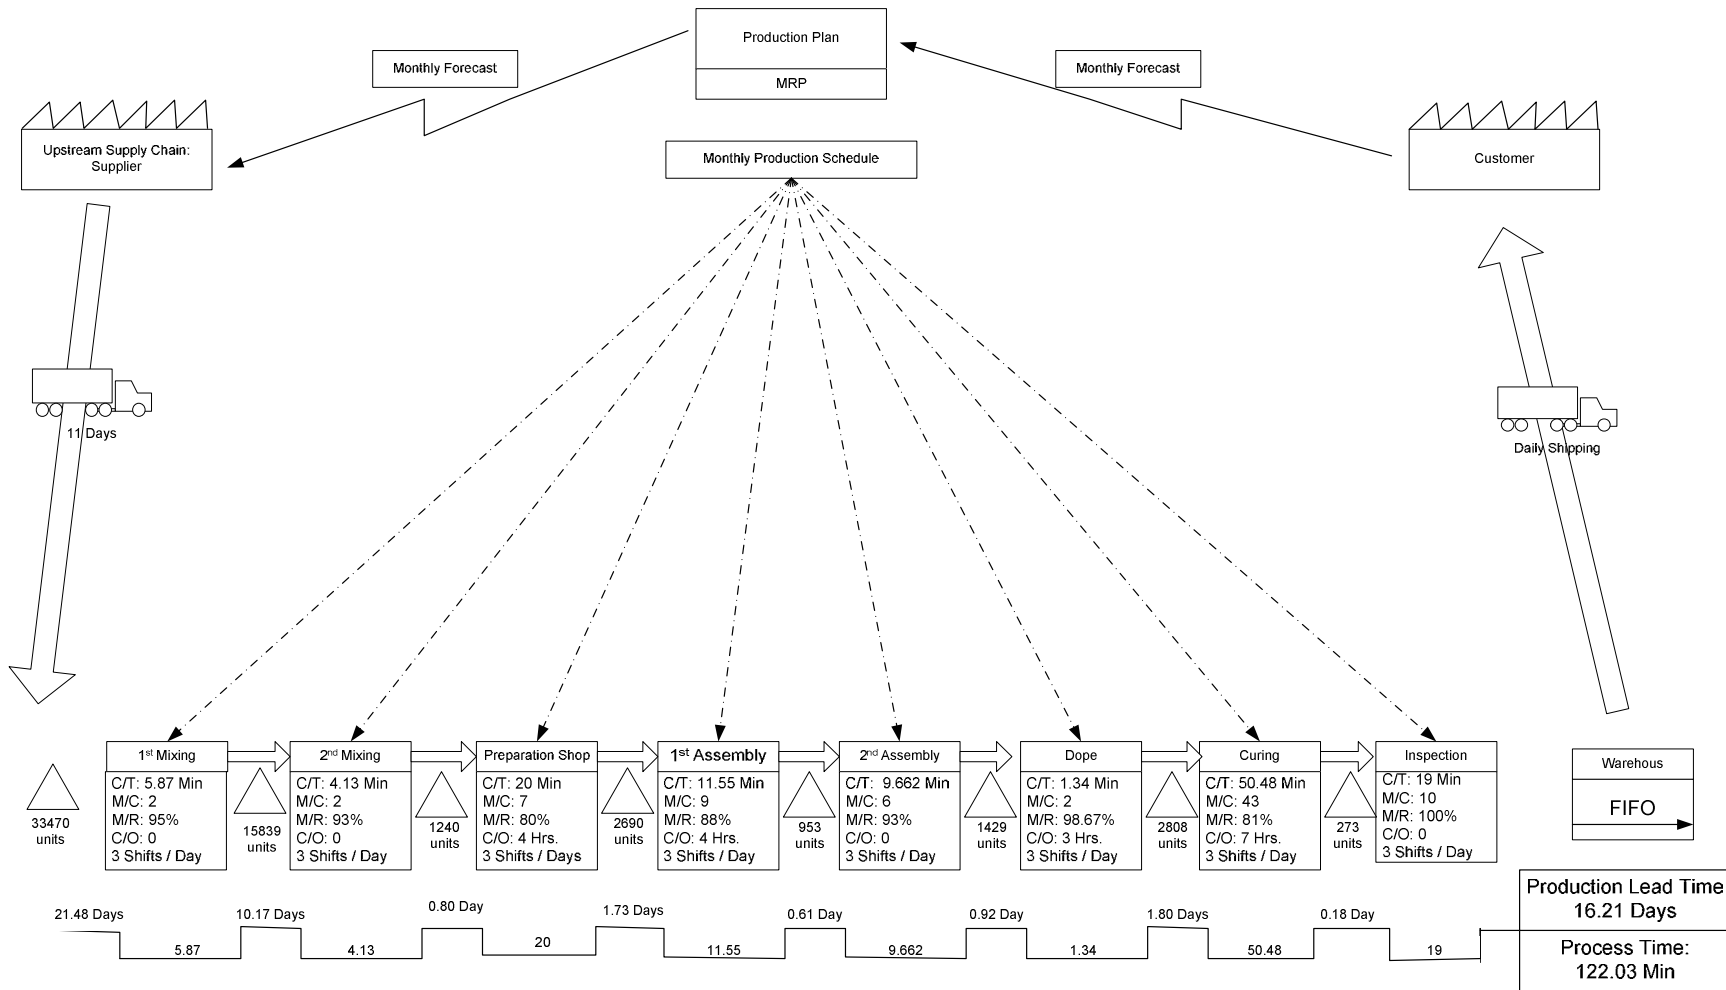 Production Plan
MRP
Monthly Forecast
Monthly Forecast
Upstream Supply Chain:
Supplier
Monthly Production Schedule
Customer
11 Days
Daily Shipping
1st Mixing
C/T: 5.87 Min
M/C: 2
M/R: 95%
C/O: 0
3 Shifts / Day
2nd Mixing
C/T: 4.13 Min
M/C: 2
M/R: 93%
C/O: 0
3 Shifts / Day
Preparation Shop
C/T: 20 Min
M/C: 7
M/R: 80%
C/O: 4 Hrs.
3 Shifts / Days
1st Assembly
C/T: 11.55 Min
M/C: 9
M/R: 88%
C/O: 4 Hrs.
3 Shifts / Day
2nd Assembly
C/T: 9.662 Min
M/C: 6
M/R: 93%
C/O: 0
3 Shifts / Day
Dope
C/T: 1.34 Min
M/C: 2
M/R: 98.67%
C/O: 3 Hrs.
3 Shifts / Day
Curing
C/T: 50.48 Min
M/C: 43
M/R: 81%
C/O: 7 Hrs.
3 Shifts / Day
Inspection
C/T: 19 Min
M/C: 10
M/R: 100%
C/O: 0
3 Shifts / Day
Warehous
FIFO
33470
units
15839
units
1240
units
2690
units
953
units
1429
units
2808
units
273
units
21.48 Days
10.17 Days
0.80 Day
1.73 Days
0.61 Day
0.92 Day
1.80 Days
0.18 Day
5.87
4.13
20
11.55
9.662
1.34
50.48
19
Production Lead Time
16.21 Days
Process Time:
122.03 Min